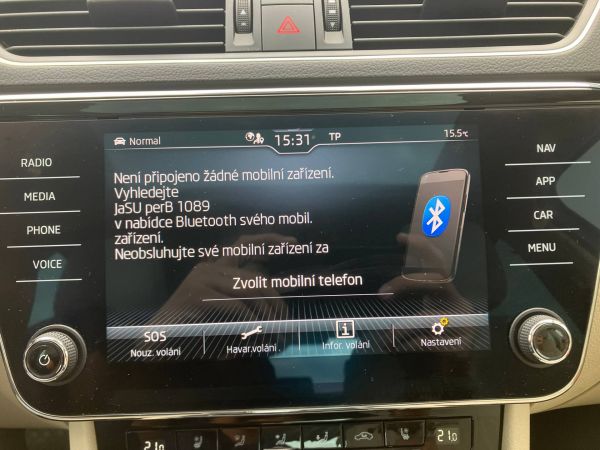 RADIO
MEDIA
PHONE
VOICE
Normal
15:31
TP
15.5°C
Není připojeno žádné mobilní zařízení.
Vyhledejte
JaSU perB 1089
v nabídce Bluetooth svého mobil.
zařízení.
Neobsluhujte své mobilní zařízení za
Zvolit mobilní telefon
SOS
Nouz. volání
Havar.volání
Infor. volání
Nastavení
NAV
APP
CAR
MENU
21.0
21.0